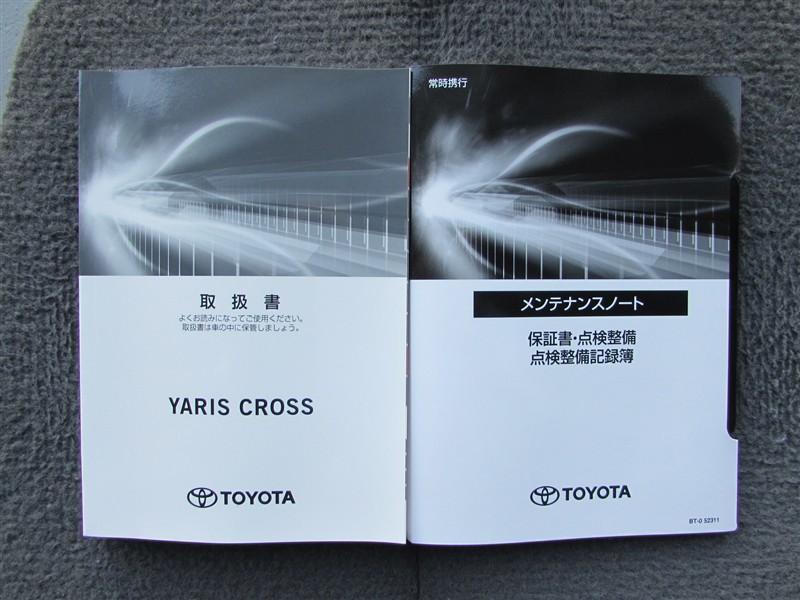 取扱書
よくお読みになってご使用ください。
取扱書は車の中に保管しましょう。
YARIS CROSS
TOYOTA
常時携行
メンテナンスノート
保証書・点検整備
点検整備記録簿
TOYOTA
BT-0 52311